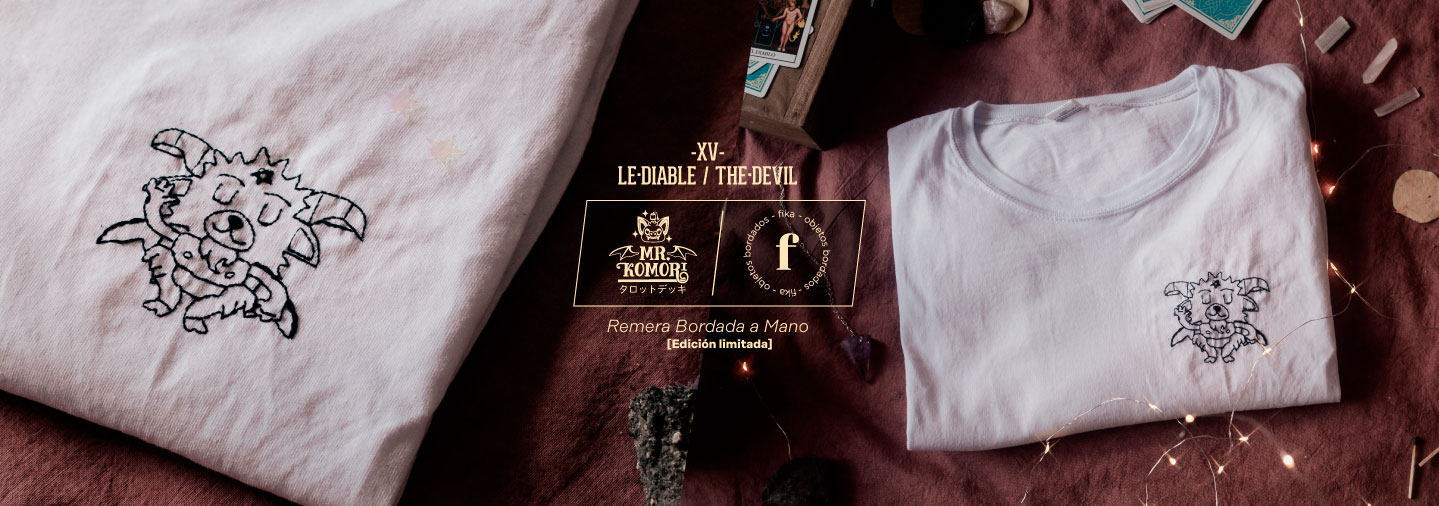 -XV-
LE·DIABLE / THE·DEVIL
MR.
KOMORI
タロットデッキ
fika - objetos bordados - fika - objetos bordados -
f
Remera Bordada a Mano
[Edición limitada]